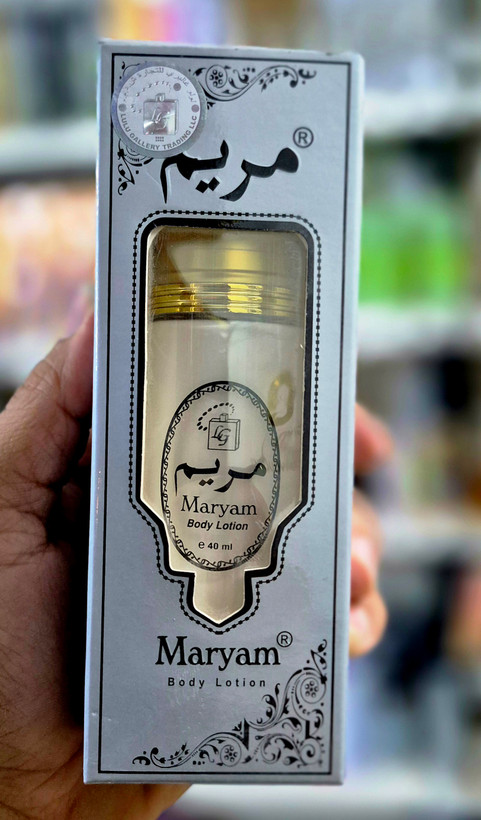 LULU GALLERY TRADING LLC
مريم®
LG
مريم
Maryam
Body Lotion
e 40 ml
Maryam®
Body Lotion